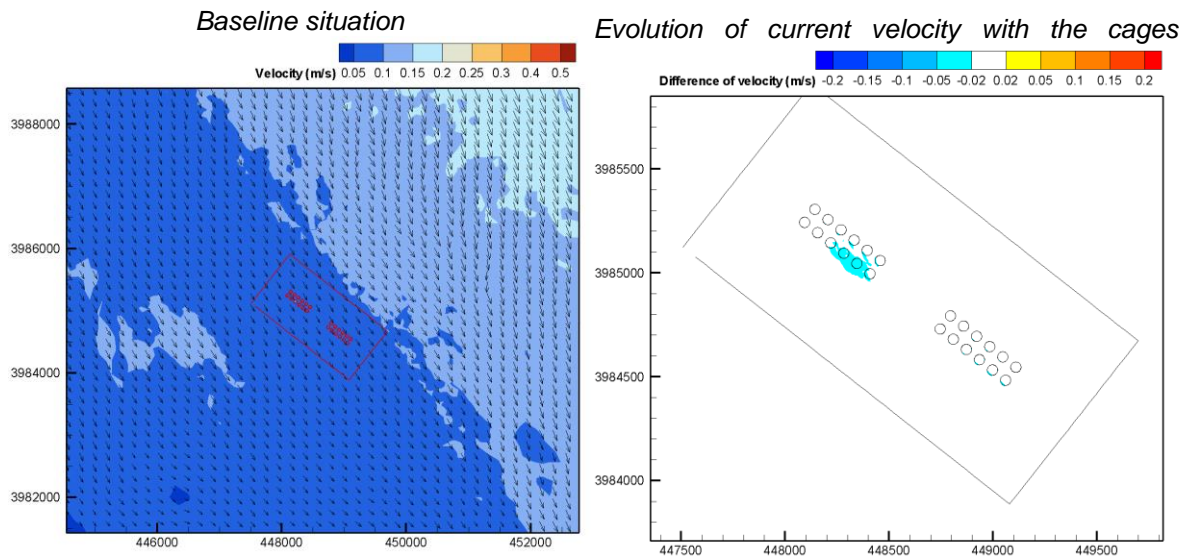 Baseline situation
Velocity (m/s) 0.05 0.1 0.15 0.2 0.25 0.3 0.4 0.5
3988000
3986000
3984000
3982000
446000 448000 450000 452000
Evolution of current velocity with the cages
Difference of velocity (m/s) -0.2 -0.15 -0.1 -0.05 -0.02 0.02 0.05 0.1 0.15 0.2
3985500
3985000
3984500
3984000
447500 448000 448500 449000 449500